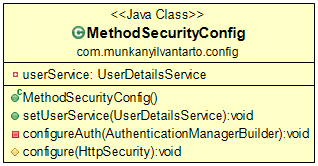 <<Java Class>>
MethodSecurityConfig
com.munkanyilvantarto.config
userService: UserDetailsService
MethodSecurityConfig()
setUserService(UserDetailsService):void
configureAuth(AuthenticationManagerBuilder):void
configure(HttpSecurity):void